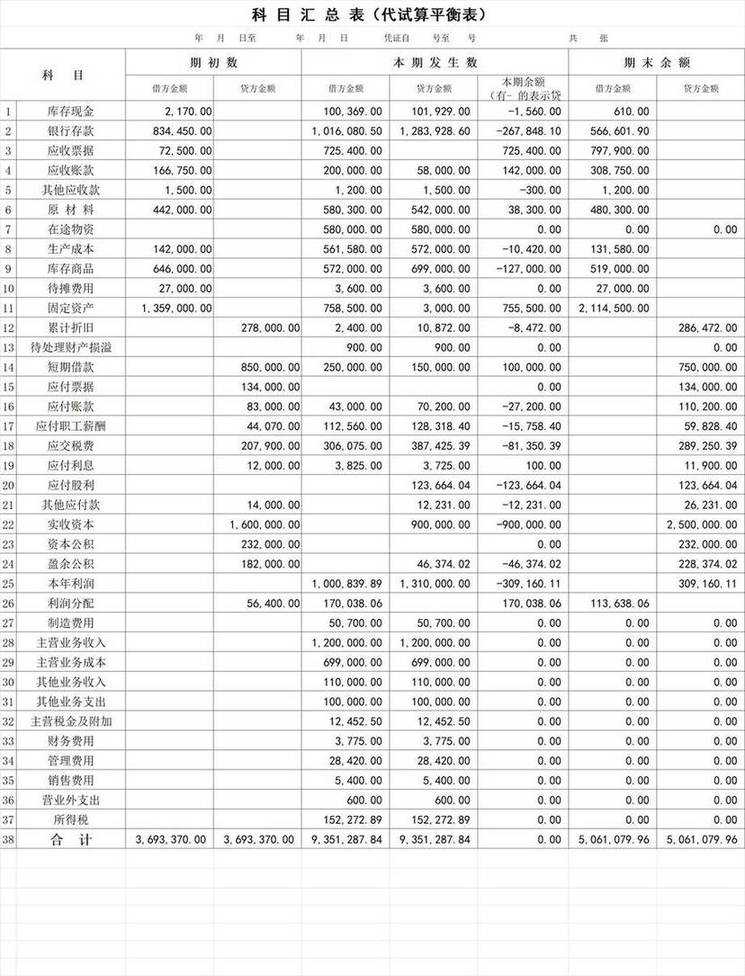 科 目 汇 总 表（代试算平衡表）
年 月 日至 年 月 日 凭证自 号至 号 共 张
科 目 期 初 数 本 期 发 生 数 期 末 余 额
借方金额 贷方金额 借方金额 贷方金额 本期余额（有- 的表示贷 借方金额 贷方金额
1 库存现金 2,170.00 100,369.00 101,929.00 -1,560.00 610.00
2 银行存款 834,450.00 1,016,080.50 1,283,928.60 -267,848.10 566,601.90
3 应收票据 72,500.00 725,400.00 725,400.00 797,900.00
4 应收账款 166,750.00 200,000.00 58,000.00 142,000.00 308,750.00
5 其他应收款 1,500.00 1,200.00 1,500.00 -300.00 1,200.00
6 原 材 料 442,000.00 580,300.00 542,000.00 38,300.00 480,300.00
7 在途物资 580,000.00 580,000.00 0.00 0.00 0.00
8 生产成本 142,000.00 561,580.00 572,000.00 -10,420.00 131,580.00
9 库存商品 646,000.00 572,000.00 699,000.00 -127,000.00 519,000.00
10 待摊费用 27,000.00 3,600.00 3,600.00 0.00 27,000.00
11 固定资产 1,359,000.00 758,500.00 3,000.00 755,500.00 2,114,500.00
12 累计折旧 278,000.00 2,400.00 10,872.00 -8,472.00 286,472.00
13 待处理财产损溢 900.00 900.00 0.00 0.00
14 短期借款 850,000.00 250,000.00 150,000.00 100,000.00 750,000.00
15 应付票据 134,000.00 0.00 134,000.00
16 应付账款 83,000.00 43,000.00 70,200.00 -27,200.00 110,200.00
17 应付职工薪酬 44,070.00 112,560.00 128,318.40 -15,758.40 59,828.40
18 应交税费 207,900.00 306,075.00 387,425.39 -81,350.39 289,250.39
19 应付利息 12,000.00 3,825.00 3,725.00 100.00 11,900.00
20 应付股利 123,664.04 -123,664.04 123,664.04
21 其他应付款 14,000.00 12,231.00 -12,231.00 26,231.00
22 实收资本 1,600,000.00 900,000.00 -900,000.00 2,500,000.00
23 资本公积 232,000.00 0.00 232,000.00
24 盈余公积 182,000.00 46,374.02 -46,374.02 228,374.02
25 本年利润 1,000,839.89 1,310,000.00 -309,160.11 309,160.11
26 利润分配 56,400.00 170,038.06 170,038.06 113,638.06
27 制造费用 50,700.00 50,700.00 0.00 0.00 0.00
28 主营业务收入 1,200,000.00 1,200,000.00 0.00 0.00 0.00
29 主营业务成本 699,000.00 699,000.00 0.00 0.00 0.00
30 其他业务收入 110,000.00 110,000.00 0.00 0.00 0.00
31 其他业务支出 100,000.00 100,000.00 0.00 0.00 0.00
32 主营税金及附加 12,452.50 12,452.50 0.00 0.00 0.00
33 财务费用 3,775.00 3,775.00 0.00 0.00 0.00
34 管理费用 28,420.00 28,420.00 0.00 0.00 0.00
35 销售费用 5,400.00 5,400.00 0.00 0.00 0.00
36 营业外支出 600.00 600.00 0.00 0.00 0.00
37 所得税 152,272.89 152,272.89 0.00 0.00 0.00
38 合 计 3,693,370.00 3,693,370.00 9,351,287.84 9,351,287.84 0.00 5,061,079.96 5,061,079.96